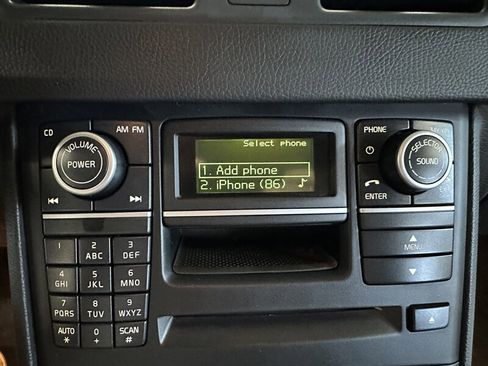 CD
AM FM
VOLUME
POWER
Select phone
1. Add phone
2. iPhone (86)
PHONE
MY KEY
SELECTOR
SOUND
ENTER
MENU
1
2 ABC
3 DEF
4 GHI
5 JKL
6 MNO
7 PQRS
8 TUV
9 WXYZ
AUTO *
0 +
SCAN #